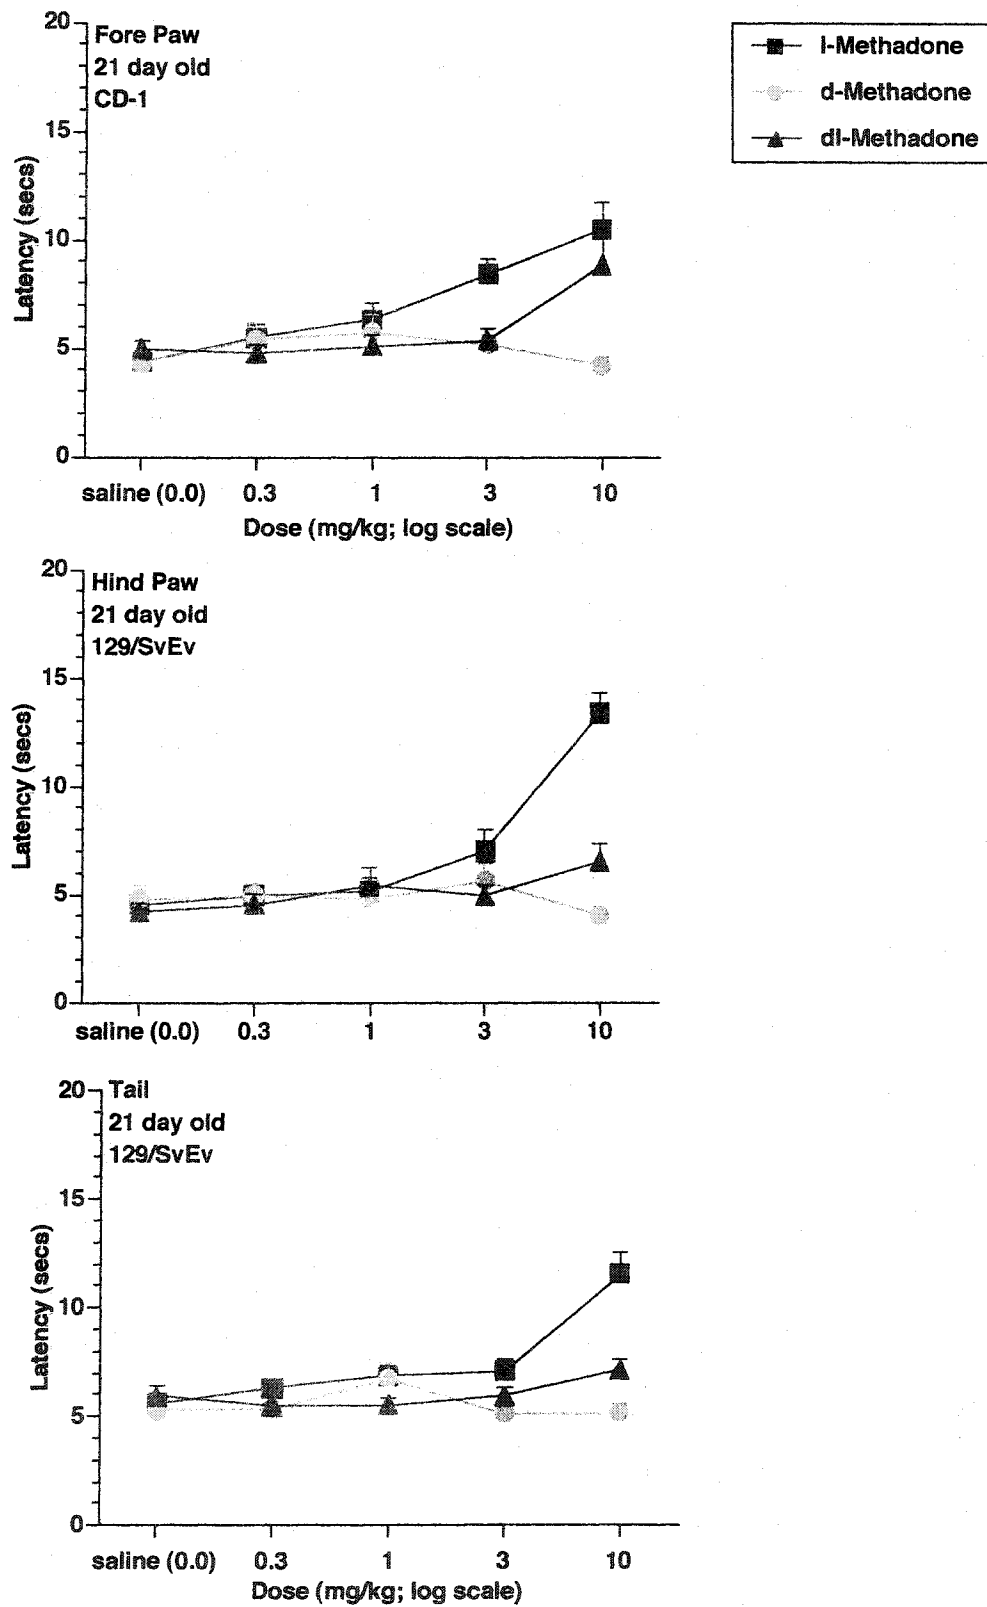 20
Fore Paw
21 day old
CD-1
15
10
5
0
Latency (secs)
saline (0.0) 0.3 1 3 10
Dose (mg/kg; log scale)
l-Methadone
d-Methadone
dl-Methadone
20
Hind Paw
21 day old
129/SvEv
15
10
5
0
Latency (secs)
saline (0.0) 0.3 1 3 10
20
Tail
21 day old
129/SvEv
15
10
5
0
Latency (secs)
saline (0.0) 0.3 1 3 10
Dose (mg/kg; log scale)